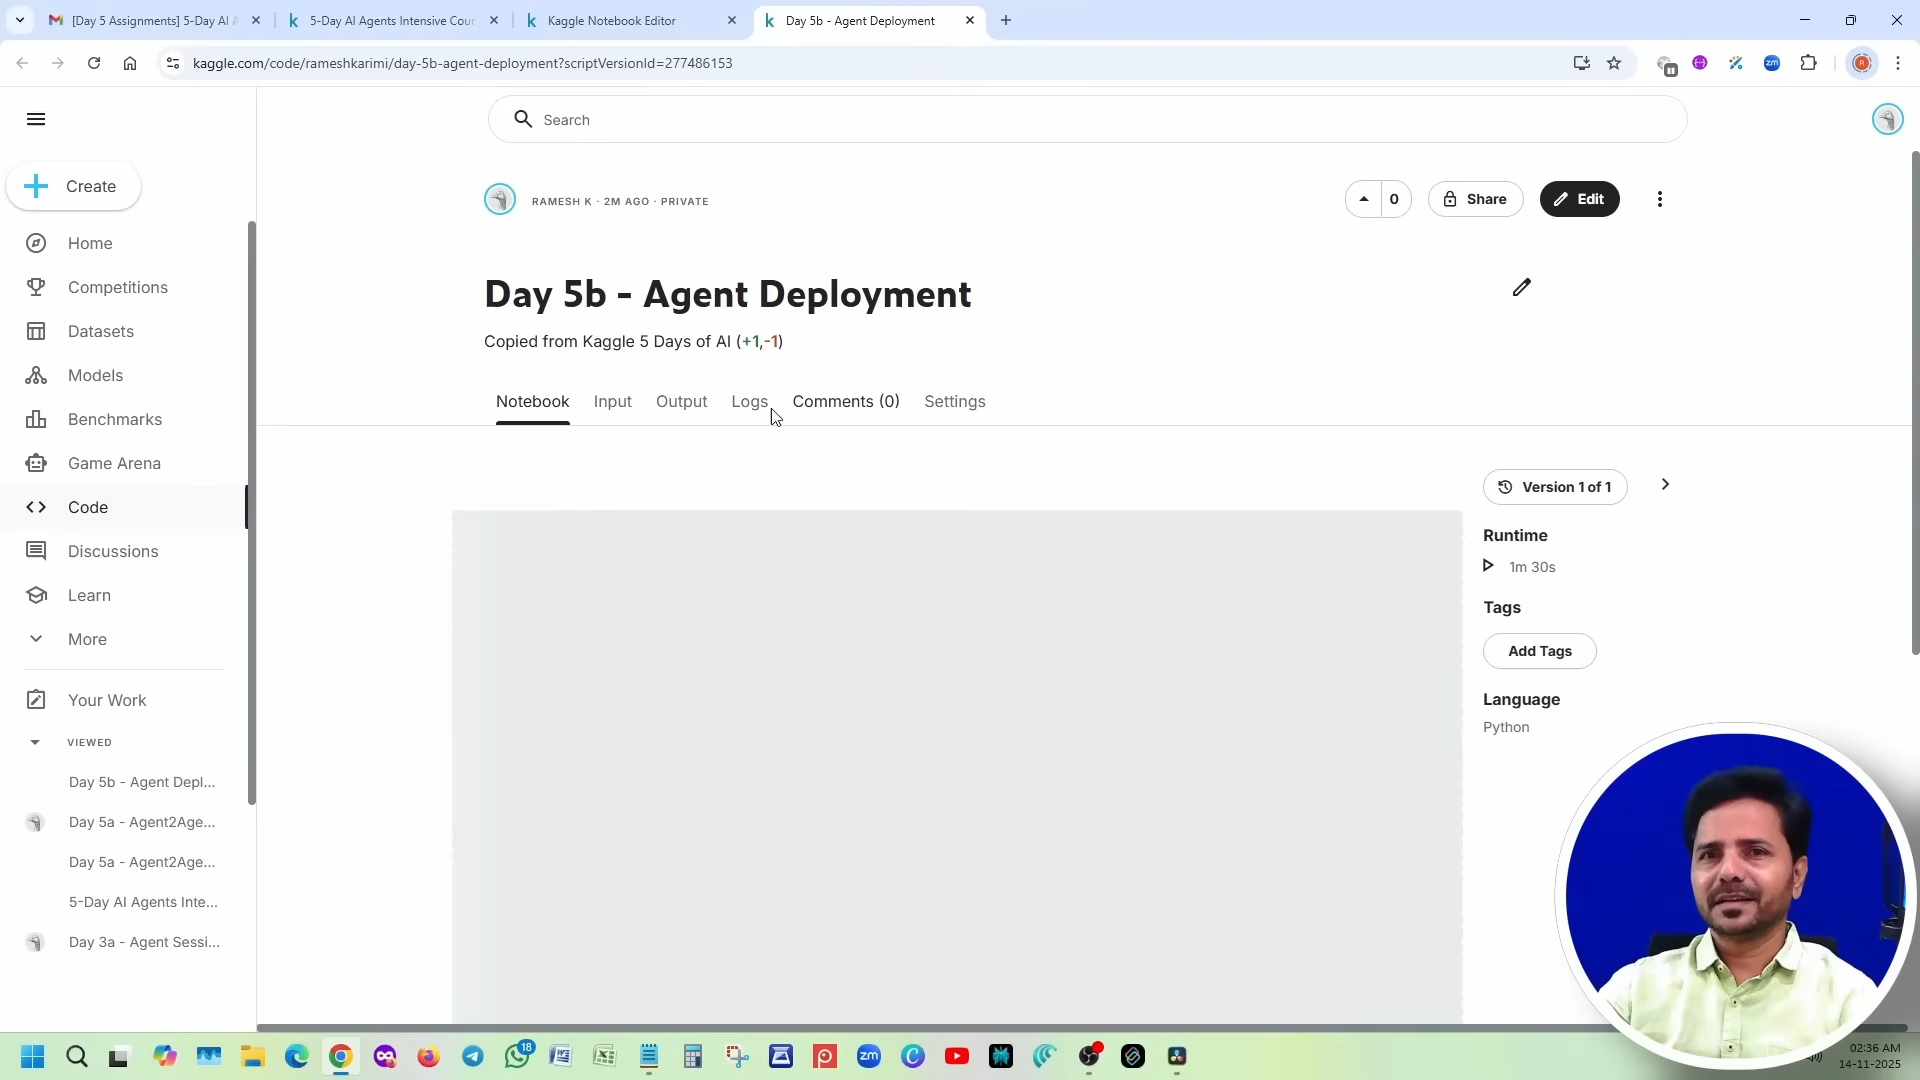 [Day 5 Assignments] 5-Day AI A
5-Day AI Agents Intensive Cour
Kaggle Notebook Editor
Day 5b - Agent Deployment
kaggle.com/code/rameshkarimi/day-5b-agent-deployment?scriptVersionId=277486153
zm
R
Search
Create
RAMESH K · 2M AGO · PRIVATE
0
Share
Edit
Home
Competitions
Datasets
Models
Benchmarks
Game Arena
Code
Discussions
Learn
More
Your Work
VIEWED
Day 5b - Agent Depl...
Day 5a - Agent2Age...
Day 5a - Agent2Age...
5-Day AI Agents Inte...
Day 3a - Agent Sessi...
Day 5b - Agent Deployment
Copied from Kaggle 5 Days of AI (+1,-1)
Notebook
Input
Output
Logs
Comments (0)
Settings
Version 1 of 1
Runtime
1m 30s
Tags
Add Tags
Language
Python
18
zm
02:36 AM
14-11-2025